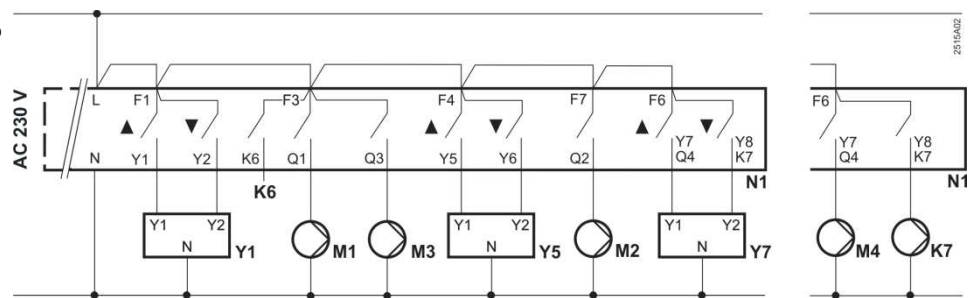 2515A02
AC 230 V
L F1 F3 F4 F7 F6 F6
▲ ▼ ▲ ▼ ▲ ▼
Y7 Y8 Y7 Y8
N Y1 Y2 K6 Q1 Q3 Y5 Y6 Q2 Q4 K7 Q4 K7
K6 N1 N1
Y1 Y2 Y1 Y2 Y1 Y2
N Y1 M1 M3 N Y5 M2 N Y7 M4 K7